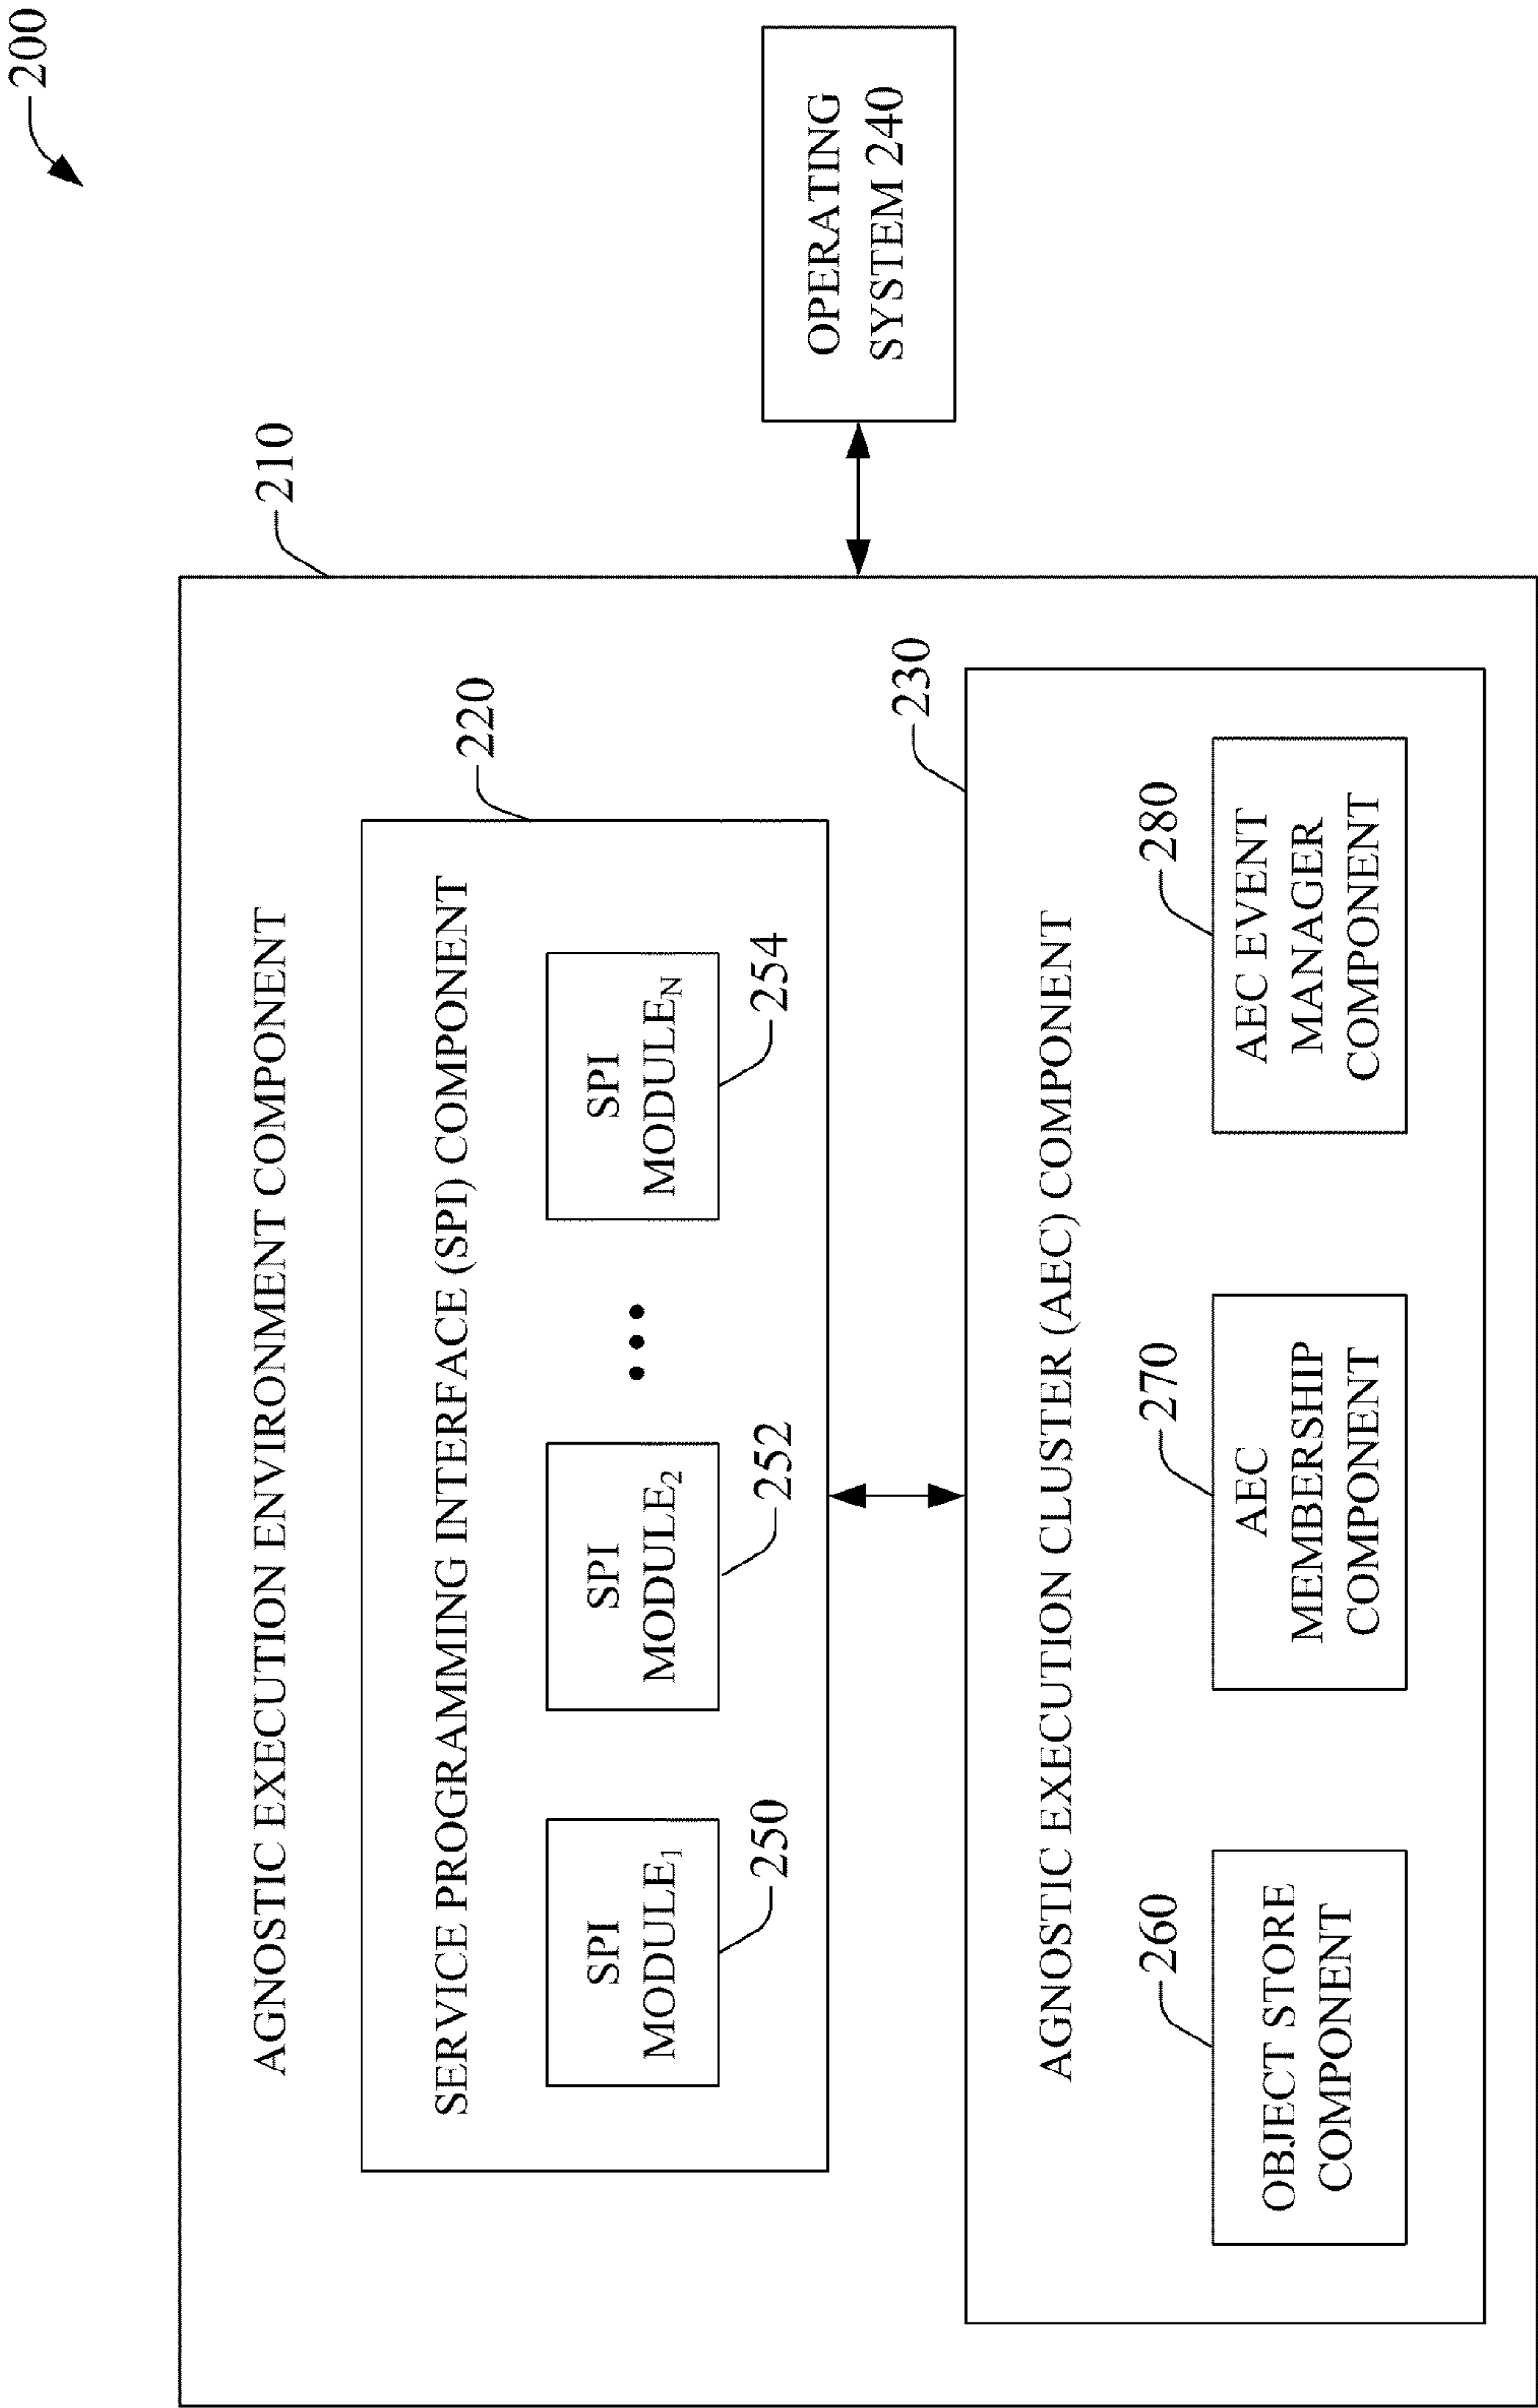 200
AGNOSTIC EXECUTION ENVIRONMENT COMPONENT
210
SERVICE PROGRAMMING INTERFACE (SPI) COMPONENT
220
SPI
MODULE1
250
SPI
MODULE2
252
...
SPI
MODULEN
254
OPERATING
SYSTEM 240
AGNOSTIC EXECUTION CLUSTER (AEC) COMPONENT
230
OBJECT STORE
COMPONENT
260
AEC
MEMBERSHIP
COMPONENT
270
AEC EVENT
MANAGER
COMPONENT
280